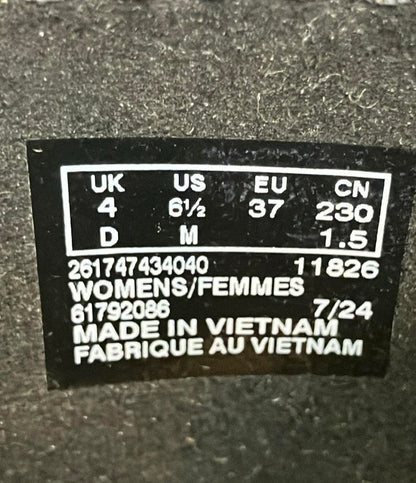 UK US EU CN
4 6½ 37 230
D M 1.5
261747434040 11826
WOMENS/FEMMES
61792086 7/24
MADE IN VIETNAM
FABRIQUE AU VIETNAM